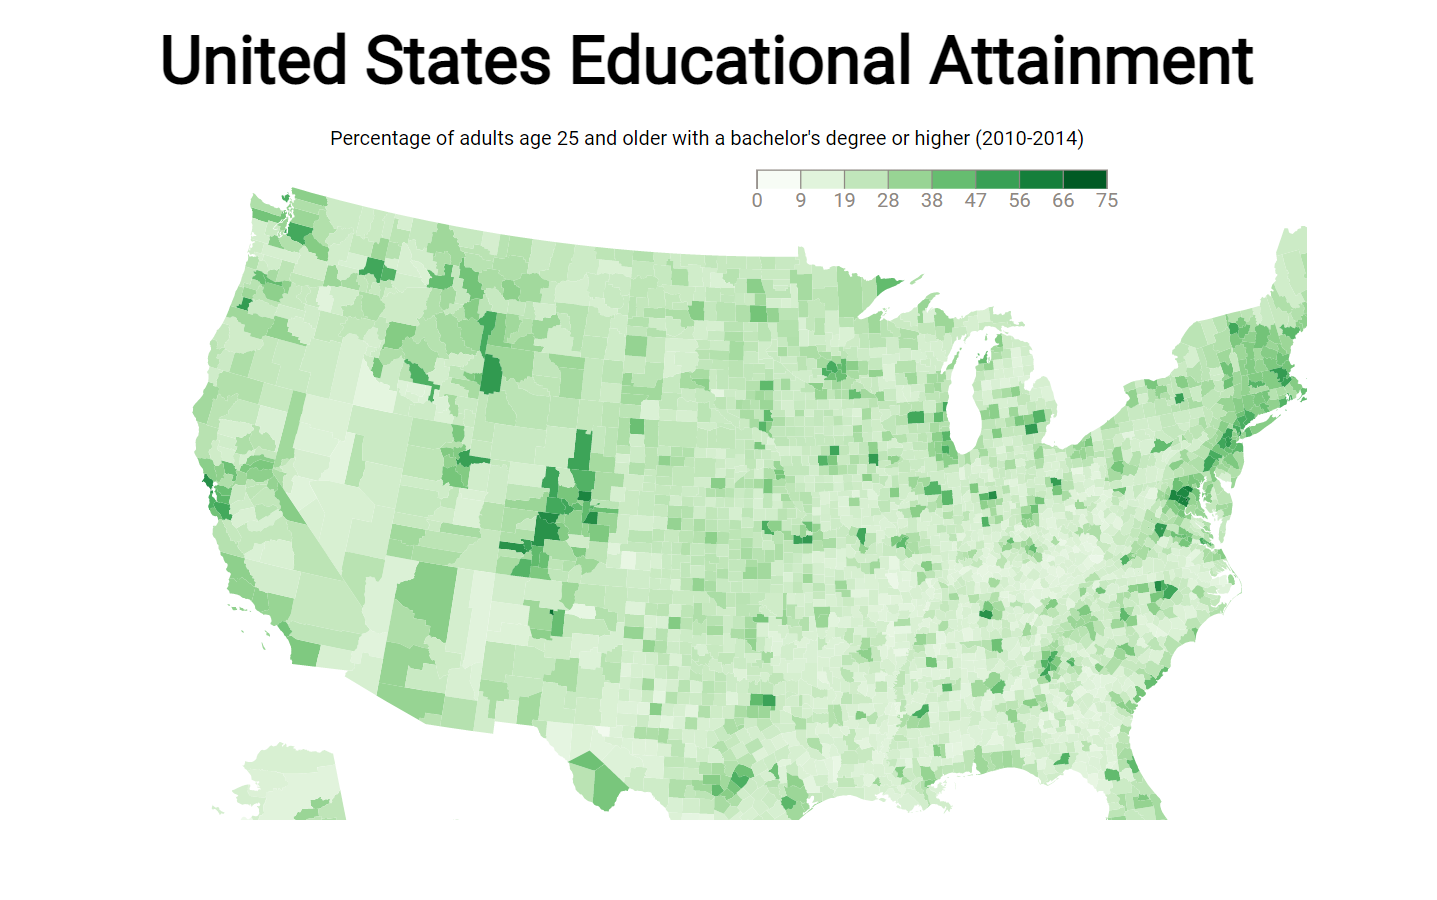 United States Educational Attainment
Percentage of adults age 25 and older with a bachelor's degree or higher (2010-2014)
0 9 19 28 38 47 56 66 75